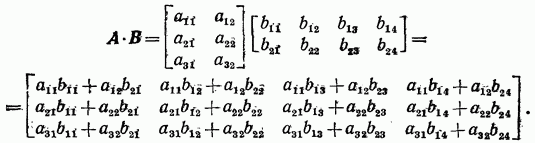 A·B = [a₁₁ a₁₂; a₂₁ a₂₂; a₃₁ a₃₂] [b₁₁ b₁₂ b₁₃ b₁₄; b₂₁ b₂₂ b₂₃ b₂₄] =
= [a₁₁b₁₁ + a₁₂b₂₁ a₁₁b₁₂ + a₁₂b₂₂ a₁₁b₁₃ + a₁₂b₂₃ a₁₁b₁₄ + a₁₂b₂₄
a₂₁b₁₁ + a₂₂b₂₁ a₂₁b₁₂ + a₂₂b₂₂ a₂₁b₁₃ + a₂₂b₂₃ a₂₁b₁₄ + a₂₂b₂₄
a₃₁b₁₁ + a₃₂b₂₁ a₃₁b₁₂ + a₃₂b₂₂ a₃₁b₁₃ + a₃₂b₂₃ a₃₁b₁₄ + a₃₂b₂₄].